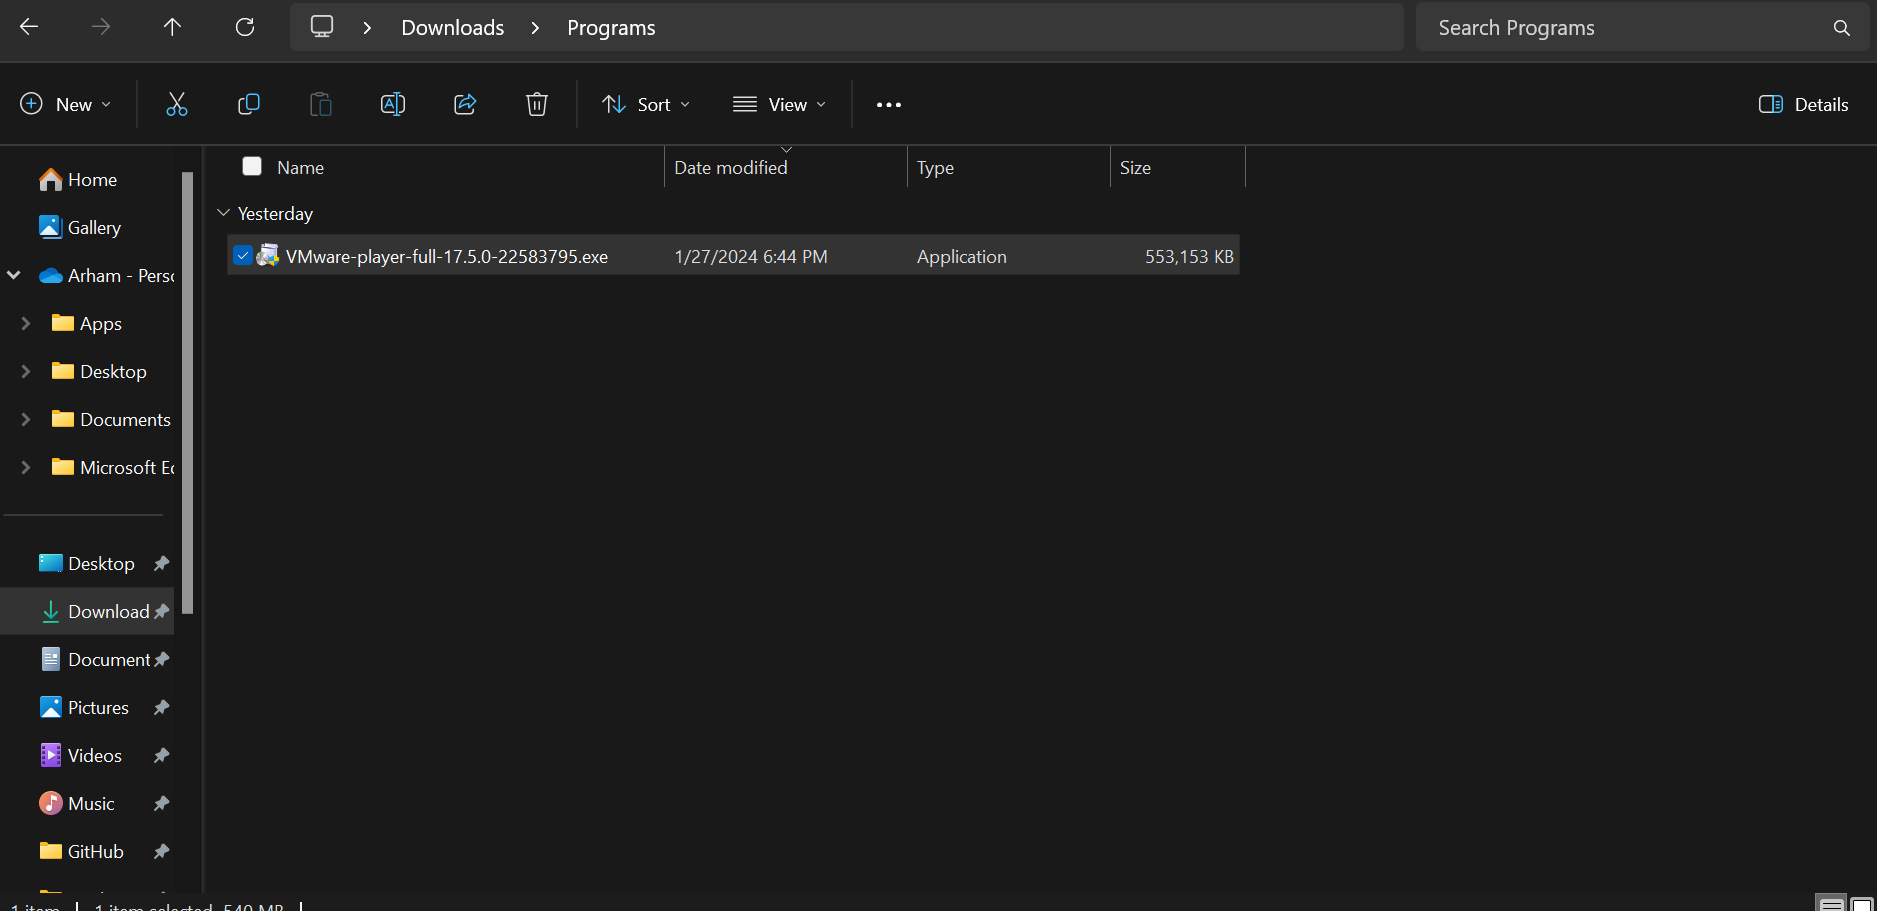 Downloads Programs
Search Programs
New
Sort
View
Details
Name
Date modified
Type
Size
Home
Gallery
Arham - Perso
Apps
Desktop
Documents
Microsoft Ed
Yesterday
VMware-player-full-17.5.0-22583795.exe
1/27/2024 6:44 PM
Application
553,153 KB
Desktop
Download
Document
Pictures
Videos
Music
GitHub
1 item
1 item selected 540 MB